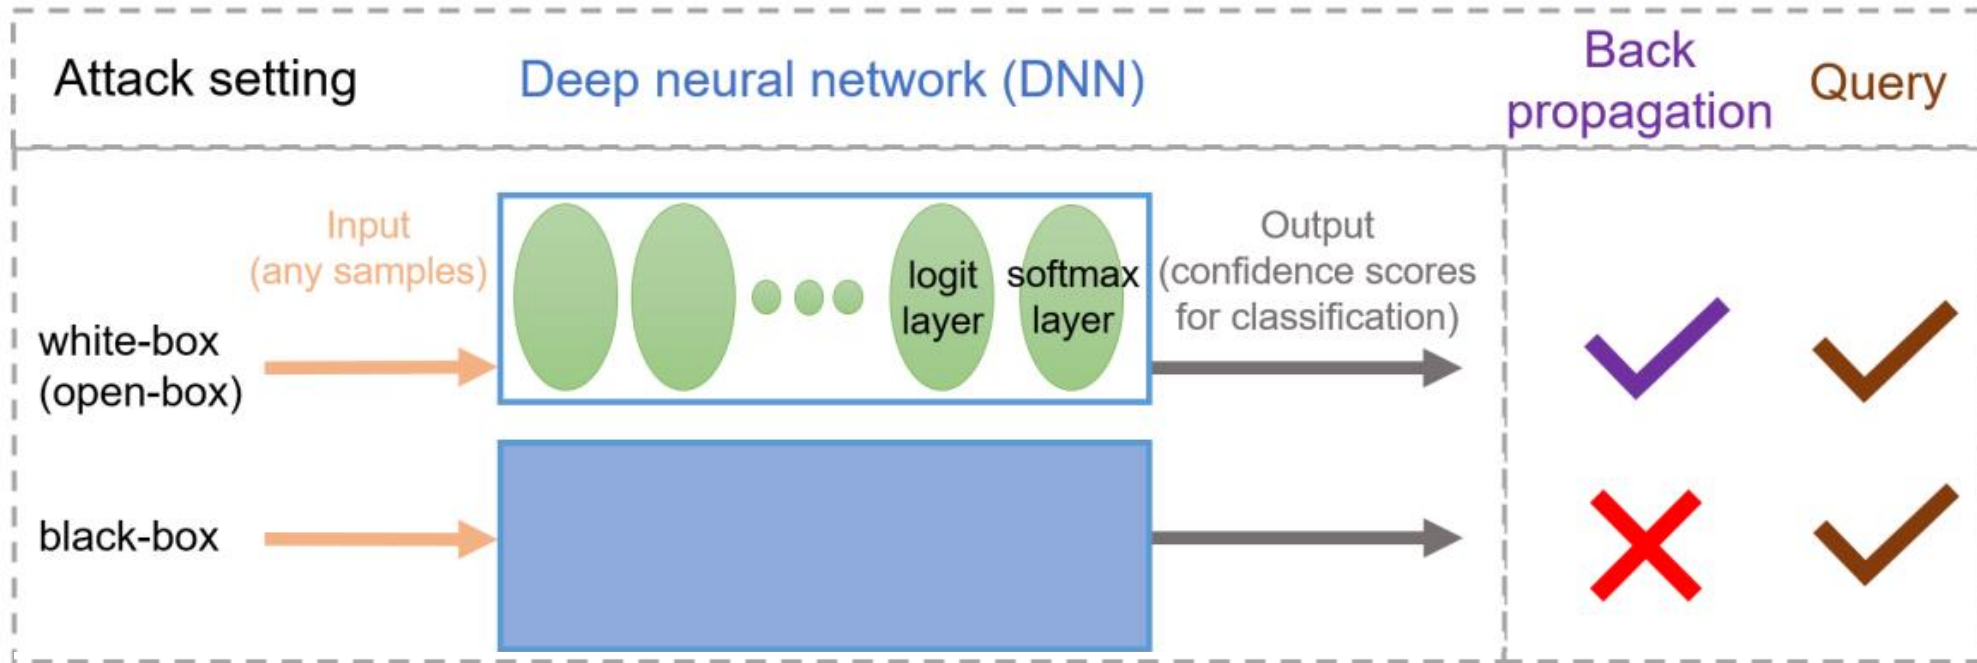 Attack setting
Deep neural network (DNN)
Back
propagation
Query
Input
(any samples)
white-box
(open-box)
logit
layer
softmax
layer
Output
(confidence scores
for classification)
black-box